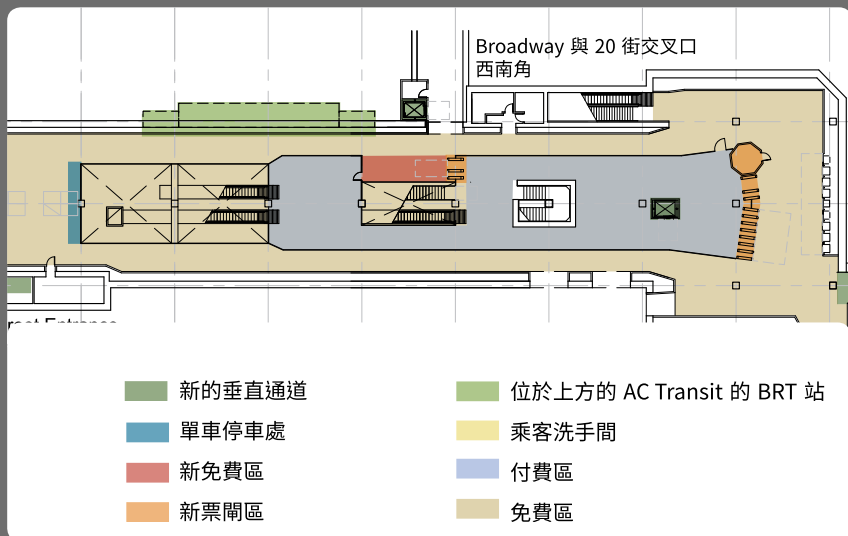 Broadway 與 20 街交叉口
西南角
新的垂直通道
位於上方的 AC Transit 的 BRT 站
單車停車處
乘客洗手間
新免費區
付費區
新票閘區
免費區